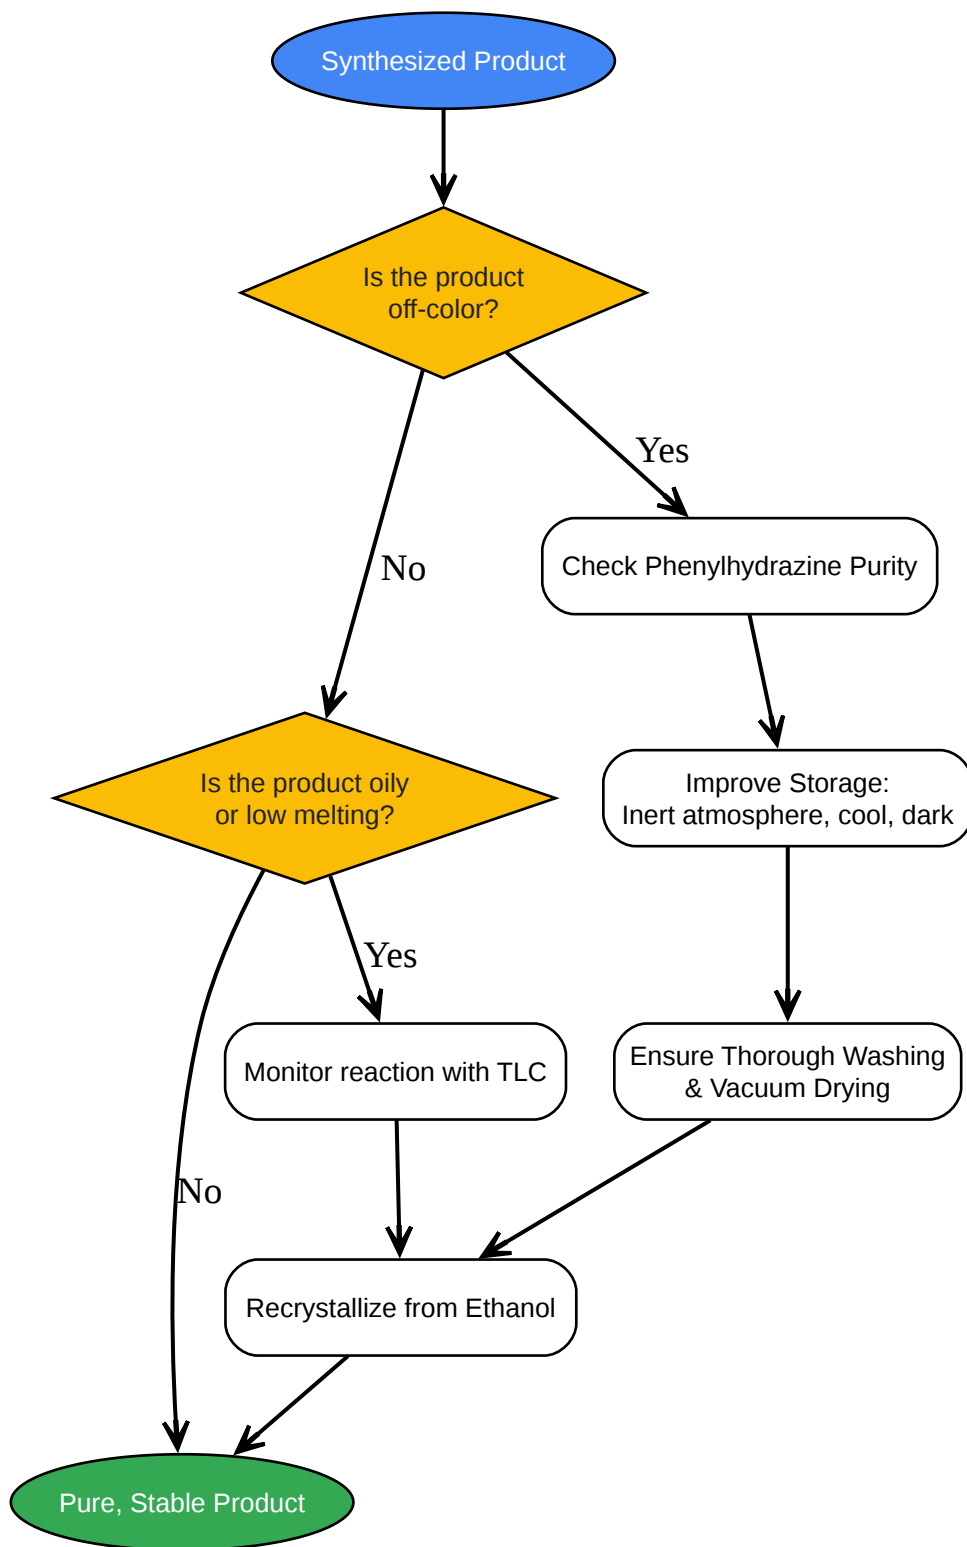 Synthesized Product
Is the product
off-color?
Yes
No
Check Phenylhydrazine Purity
Is the product oily
or low melting?
Improve Storage:
Inert atmosphere, cool, dark
Yes
Monitor reaction with TLC
Ensure Thorough Washing
& Vacuum Drying
No
Recrystallize from Ethanol
Pure, Stable Product